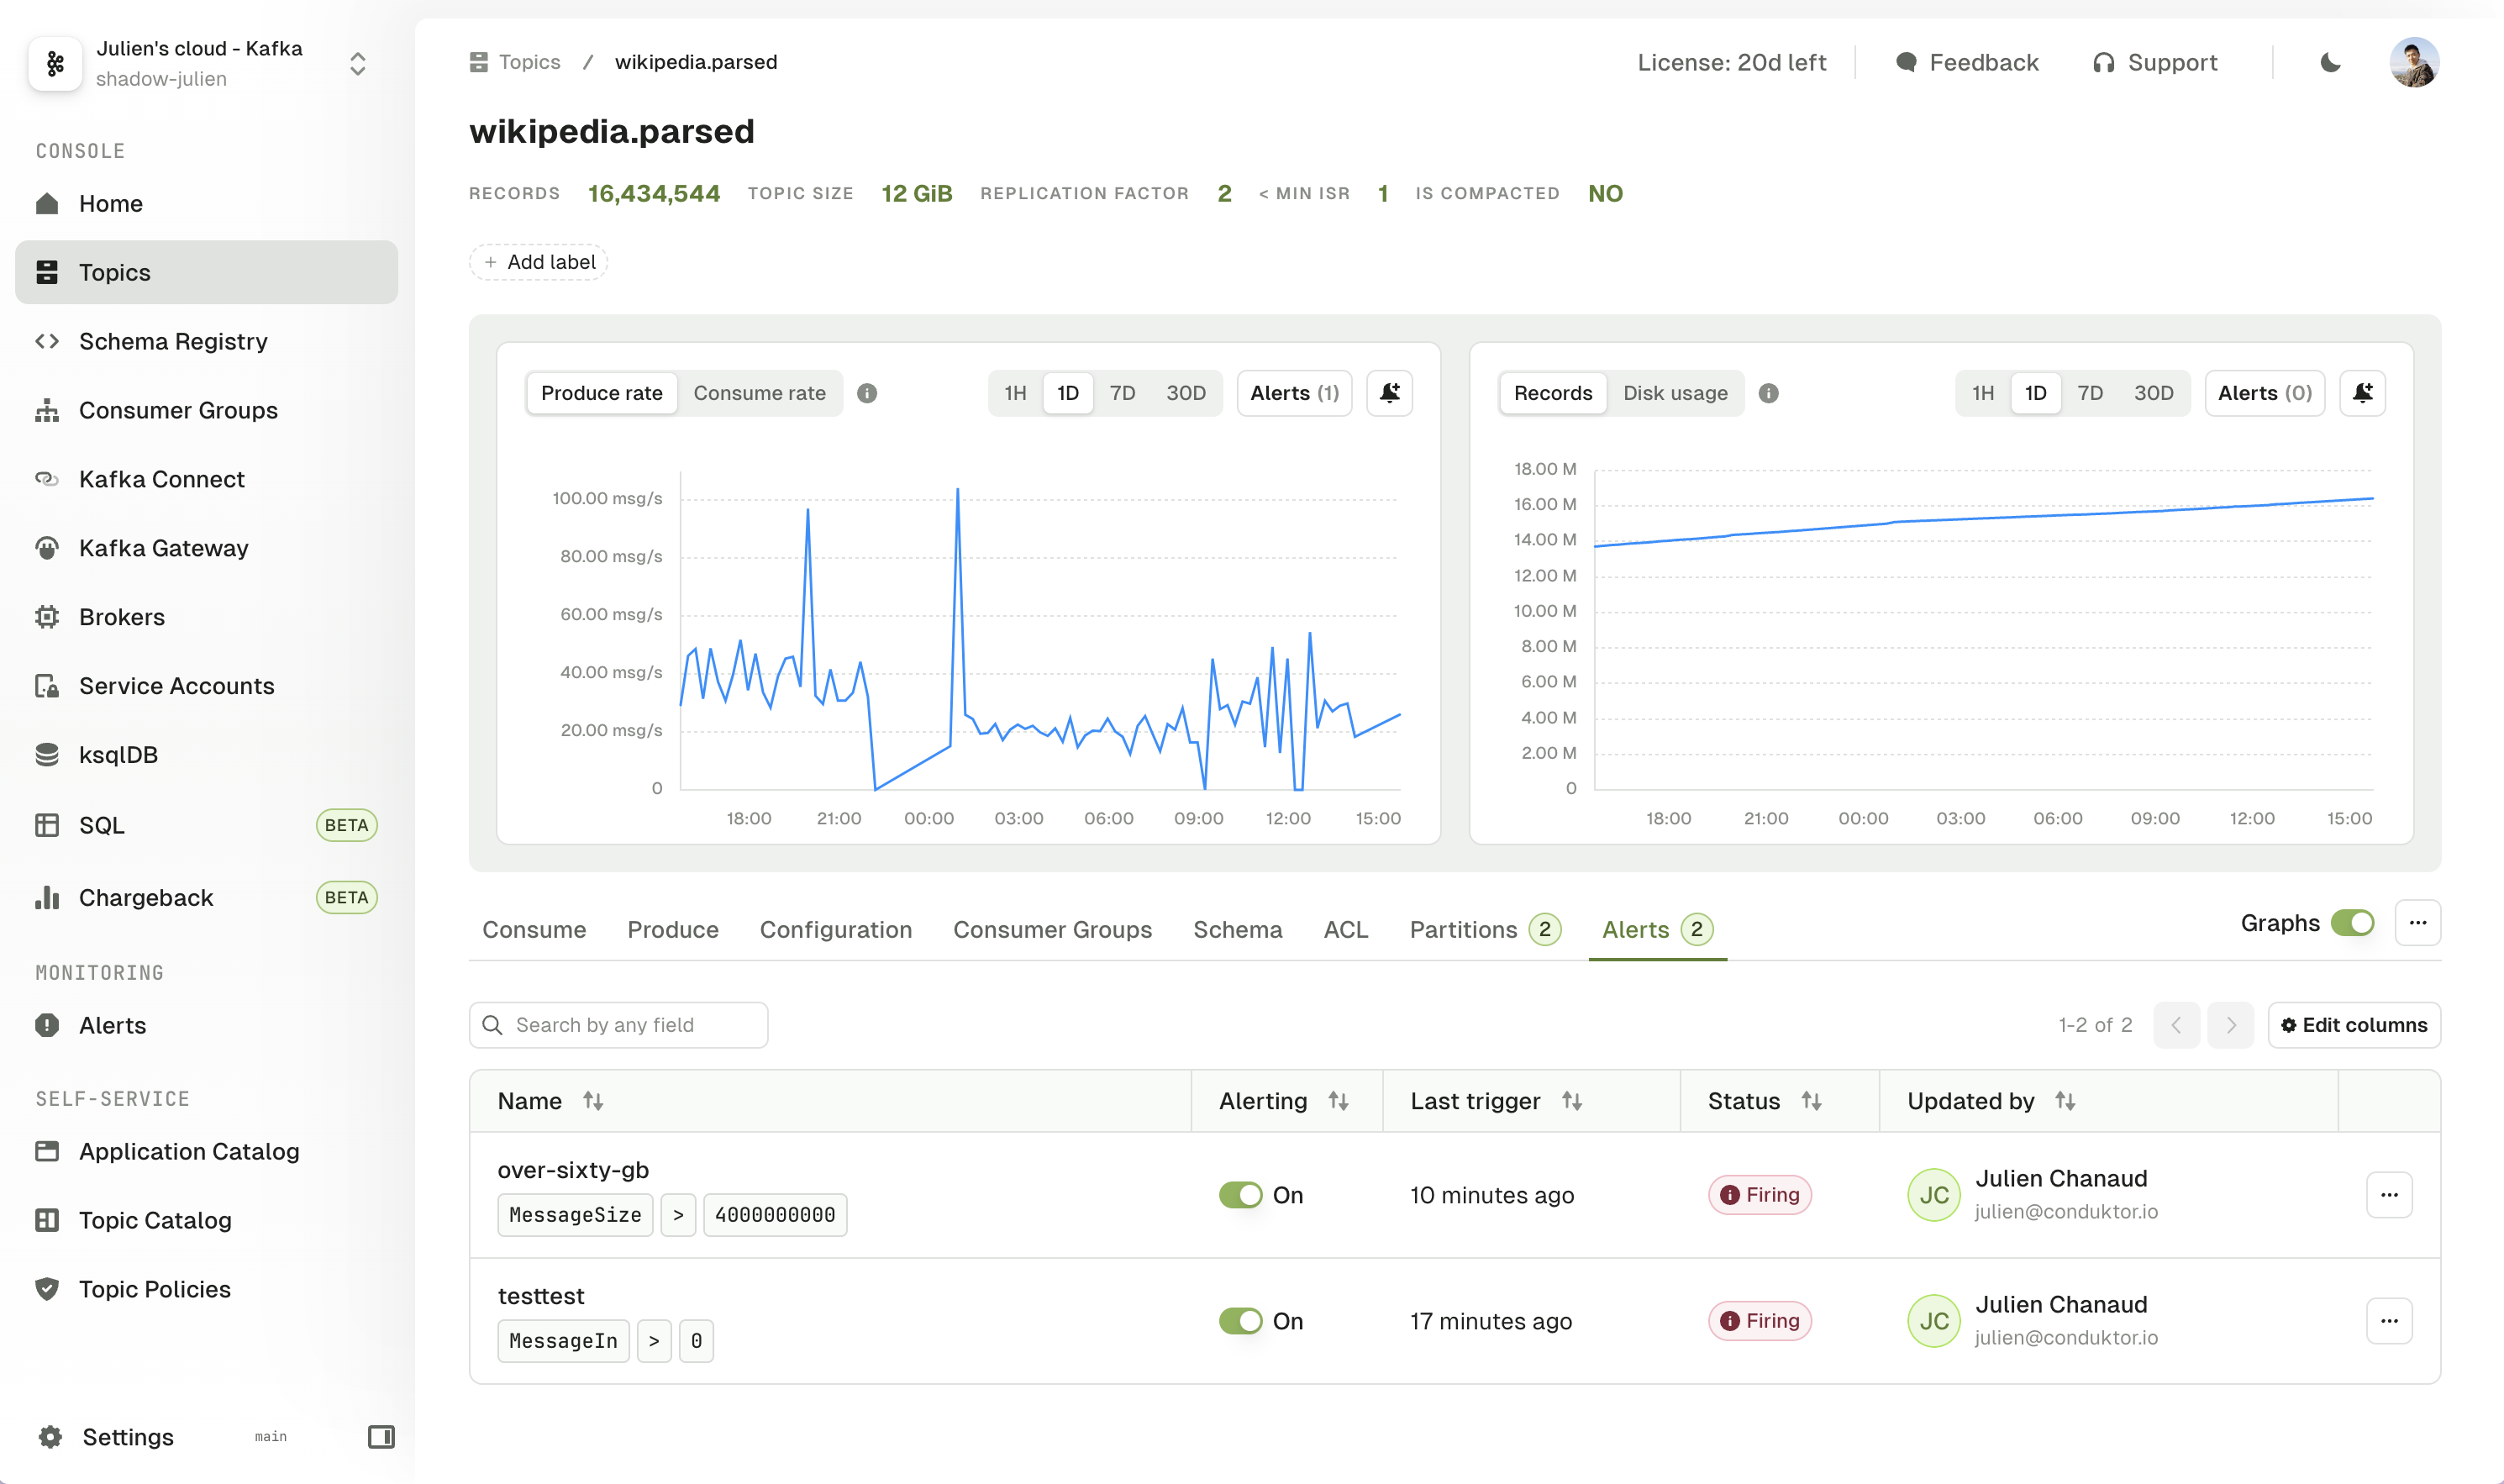 Julien's cloud - Kafka
shadow-julien
CONSOLE
Home
Topics
Schema Registry
Consumer Groups
Kafka Connect
Kafka Gateway
Brokers
Service Accounts
ksqlDB
SQL BETA
Chargeback BETA
MONITORING
Alerts
SELF-SERVICE
Application Catalog
Topic Catalog
Topic Policies
Settings main
Topics / wikipedia.parsed
License: 20d left Feedback Support
wikipedia.parsed
RECORDS 16,434,544 TOPIC SIZE 12 GiB REPLICATION FACTOR 2 < MIN ISR 1 IS COMPACTED NO
+ Add label
Produce rate Consume rate 1H 1D 7D 30D Alerts (1)
100.00 msg/s
80.00 msg/s
60.00 msg/s
40.00 msg/s
20.00 msg/s
0
18:00 21:00 00:00 03:00 06:00 09:00 12:00 15:00
Records Disk usage 1H 1D 7D 30D Alerts (0)
18.00 M
16.00 M
14.00 M
12.00 M
10.00 M
8.00 M
6.00 M
4.00 M
2.00 M
0
18:00 21:00 00:00 03:00 06:00 09:00 12:00 15:00
Consume Produce Configuration Consumer Groups Schema ACL Partitions 2 Alerts 2 Graphs
Search by any field 1-2 of 2 Edit columns
Name Alerting Last trigger Status Updated by
over-sixty-gb
MessageSize > 4000000000
On 10 minutes ago Firing JC Julien Chanaud
julien@conduktor.io
testtest
MessageIn > 0
On 17 minutes ago Firing JC Julien Chanaud
julien@conduktor.io